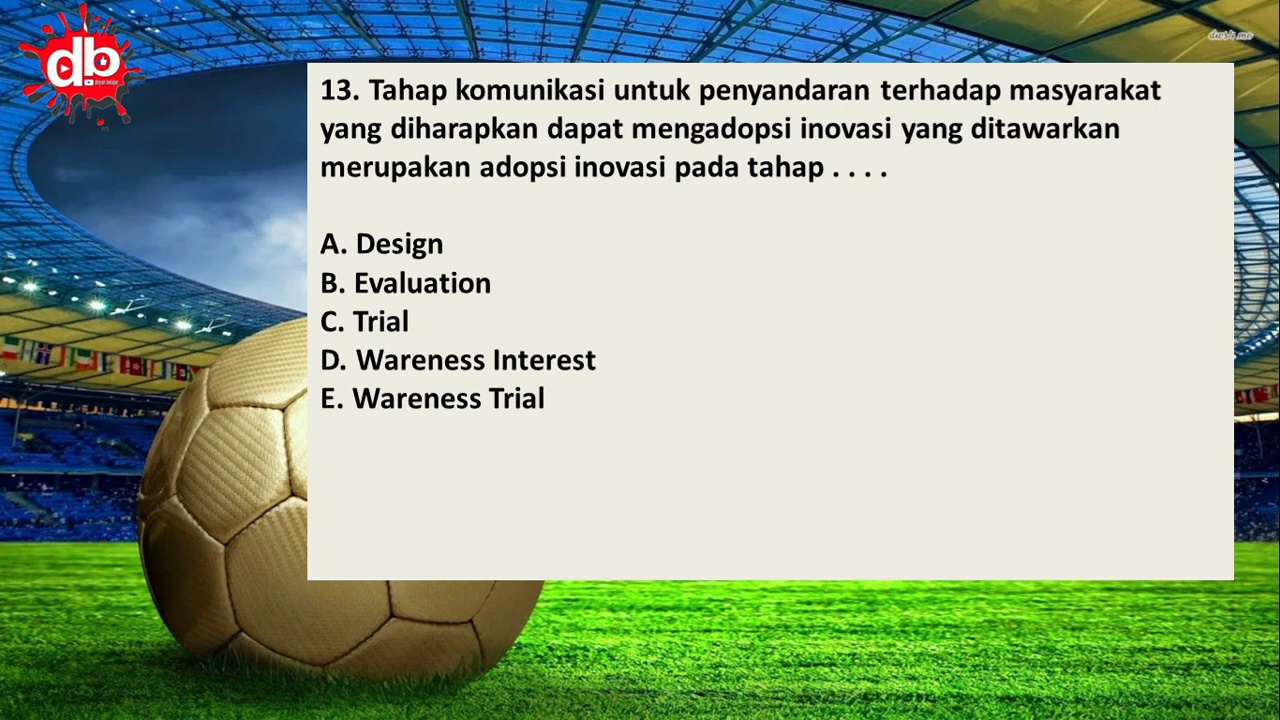 db
13. Tahap komunikasi untuk penyandaran terhadap masyarakat
yang diharapkan dapat mengadopsi inovasi yang ditawarkan
merupakan adopsi inovasi pada tahap . . . .
A. Design
B. Evaluation
C. Trial
D. Wareness Interest
E. Wareness Trial